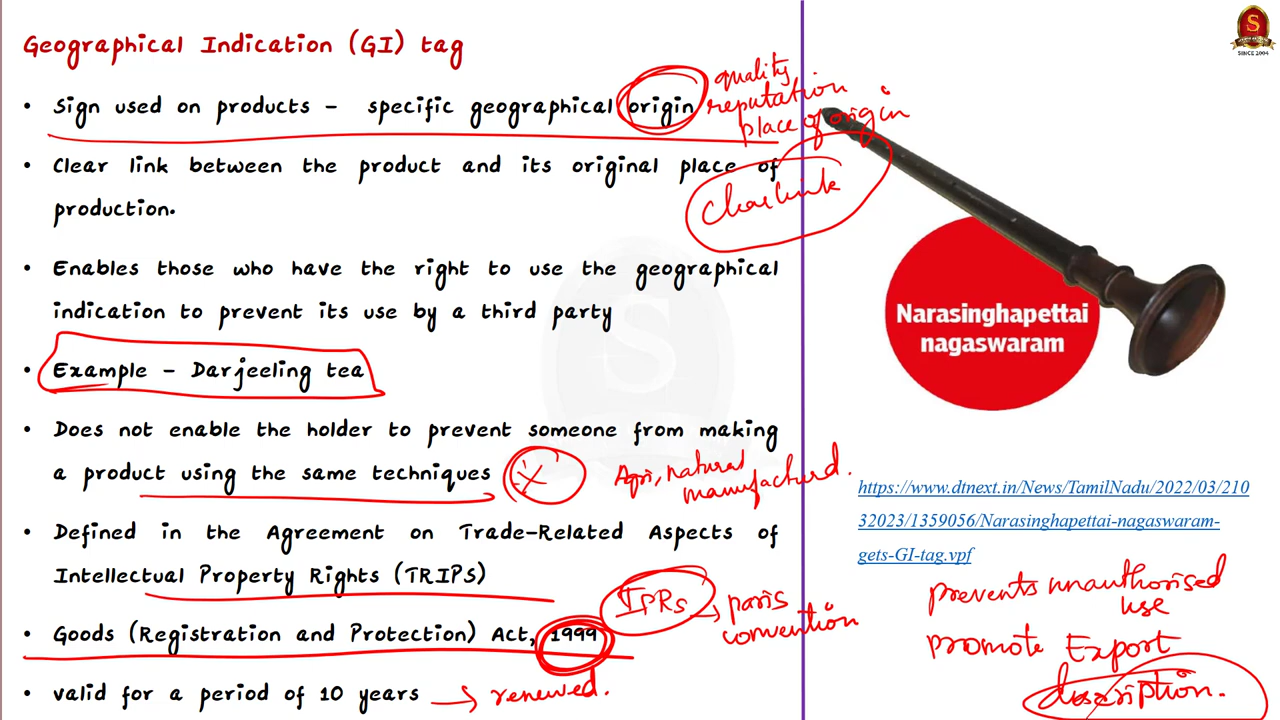 Geographical Indication (GI) tag
SINCE 2004
• Sign used on products – specific geographical origin
quality
reputation
place of origin
• Clear link between the product and its original place of
production.
Clear link
• Enables those who have the right to use the geographical
indication to prevent its use by a third party
• Example – Darjeeling tea
• Does not enable the holder to prevent someone from making
a product using the same techniques
Agri, natural
manufactured.
• Defined in the Agreement on Trade-Related Aspects of
Intellectual Property Rights (TRIPS)
IPRs → paris
convention
• Goods (Registration and Protection) Act, 1999
• valid for a period of 10 years → renewed.
Narasinghapettai
nagaswaram
https://www.dtnext.in/News/TamilNadu/2022/03/210
32023/1359056/Narasinghapettai-nagaswaram-
gets-GI-tag.vpf
prevents unauthorised
use
promote Export
description.